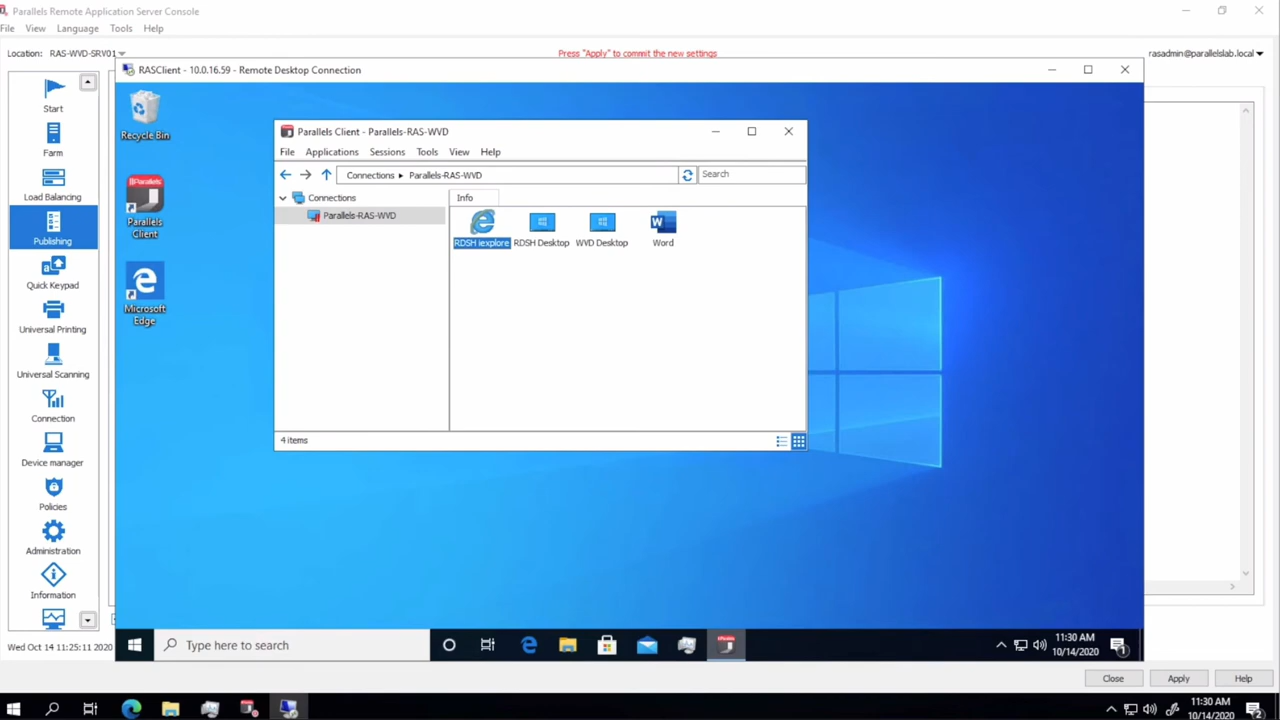 Parallels Remote Application Server Console
File View Language Tools Help
Location: RAS-WVD-SRV01
Press "Apply" to commit the new settings
rasadmin@parallelslab.local
Start
Farm
Load Balancing
Publishing
Quick Keypad
Universal Printing
Universal Scanning
Connection
Device manager
Policies
Administration
Information
Wed Oct 14 11:25:11 2020
RASClient - 10.0.16.59 - Remote Desktop Connection
Recycle Bin
Parallels
Client
Microsoft
Edge
Parallels Client - Parallels-RAS-WVD
File Applications Sessions Tools View Help
Connections Parallels-RAS-WVD
Search
Connections
Parallels-RAS-WVD
Info
RDSH iexplore RDSH Desktop WVD Desktop Word
4 items
Type here to search
11:30 AM
10/14/2020
1
Close Apply Help
11:30 AM
10/14/2020
2